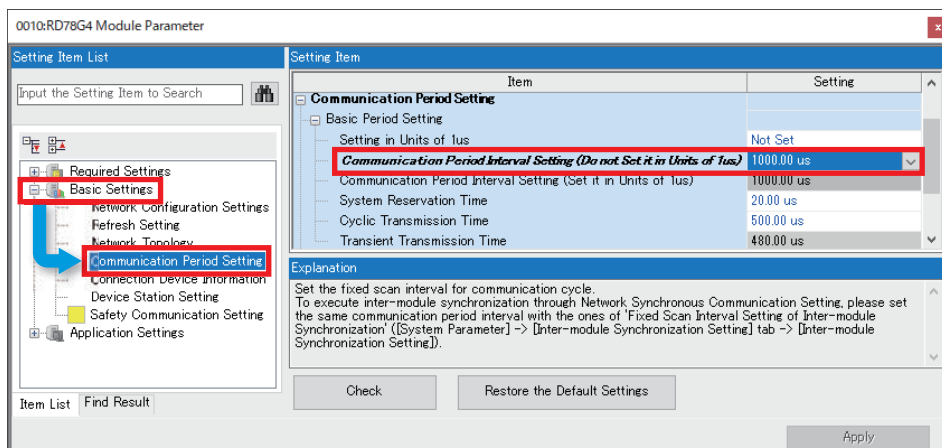 0010:RD78G4 Module Parameter
x
Setting Item List
Input the Setting Item to Search
Required Settings
Basic Settings
Network Configuration Settings
Refresh Setting
Network Topology
Communication Period Setting
Connection Device Information
Device Station Setting
Safety Communication Setting
Application Settings
Item List Find Result
Setting Item
Item Setting
Communication Period Setting
Basic Period Setting
Setting in Units of 1us Not Set
Communication Period Interval Setting (Do not Set it in Units of 1us) 1000.00 us
Communication Period Interval Setting (Set it in Units of 1us) 1000.00 us
System Reservation Time 20.00 us
Cyclic Transmission Time 500.00 us
Transient Transmission Time 480.00 us
Explanation
Set the fixed scan interval for communication cycle.
To execute inter-module synchronization through Network Synchronous Communication Setting, please set
the same communication period interval with the ones of 'Fixed Scan Interval Setting of Inter-module
Synchronization' ([System Parameter] -> [Inter-module Synchronization Setting] tab -> [Inter-module
Synchronization Setting]).
Check Restore the Default Settings
Apply